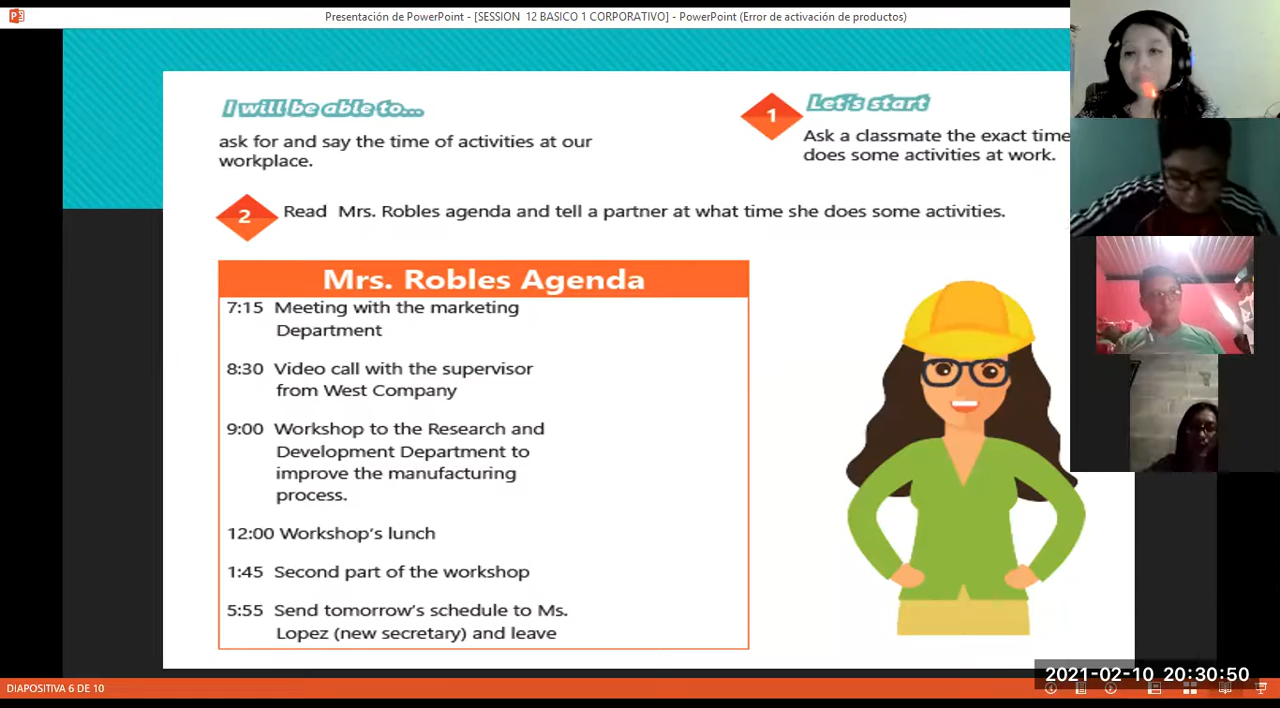 Presentación de PowerPoint - [SESSION 12 BASICO 1 CORPORATIVO] - PowerPoint (Error de activación de productos)
I will be able to...
ask for and say the time of activities at our
workplace.
1
Let's start
Ask a classmate the exact time
does some activities at work.
2
Read Mrs. Robles agenda and tell a partner at what time she does some activities.
Mrs. Robles Agenda
7:15 Meeting with the marketing
Department
8:30 Video call with the supervisor
from West Company
9:00 Workshop to the Research and
Development Department to
improve the manufacturing
process.
12:00 Workshop's lunch
1:45 Second part of the workshop
5:55 Send tomorrow's schedule to Ms.
Lopez (new secretary) and leave
2021-02-10 20:30:50
DIAPOSITIVA 6 DE 10